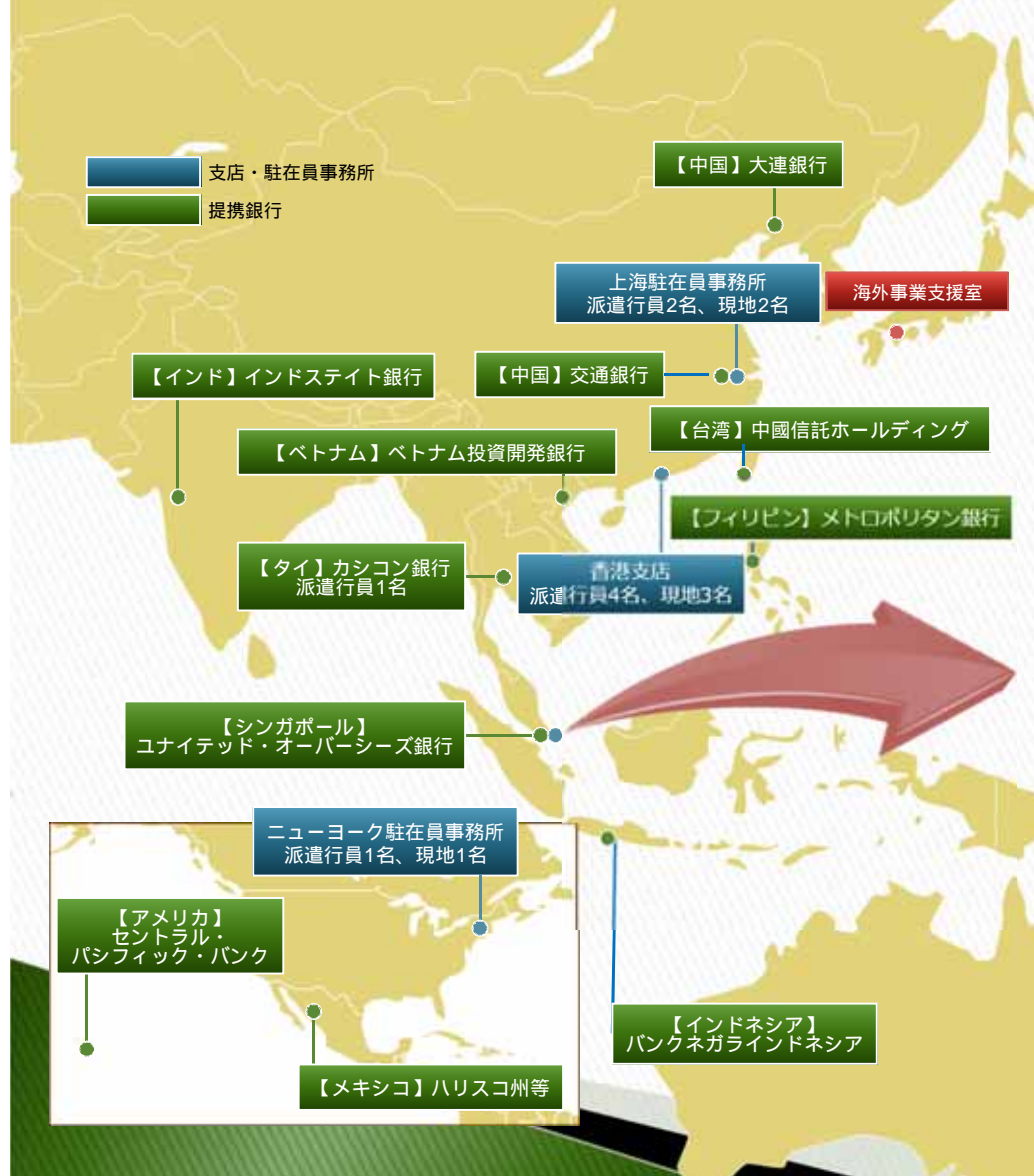 支店・駐在員事務所
提携銀行
【中国】大連銀行
上海駐在員事務所
派遣行員2名、現地2名
海外事業支援室
【インド】インドステイト銀行
【中国】交通銀行
【台湾】中國信託ホールディング
【ベトナム】ベトナム投資開発銀行
【フィリピン】メトロポリタン銀行
【タイ】カシコン銀行
派遣行員1名
香港支店
派遣行員4名、現地3名
【シンガポール】
ユナイテッド・オーバーシーズ銀行
ニューヨーク駐在員事務所
派遣行員1名、現地1名
【アメリカ】
セントラル・
パシフィック・バンク
【インドネシア】
バンクネガラインドネシア
【メキシコ】ハリスコ州等